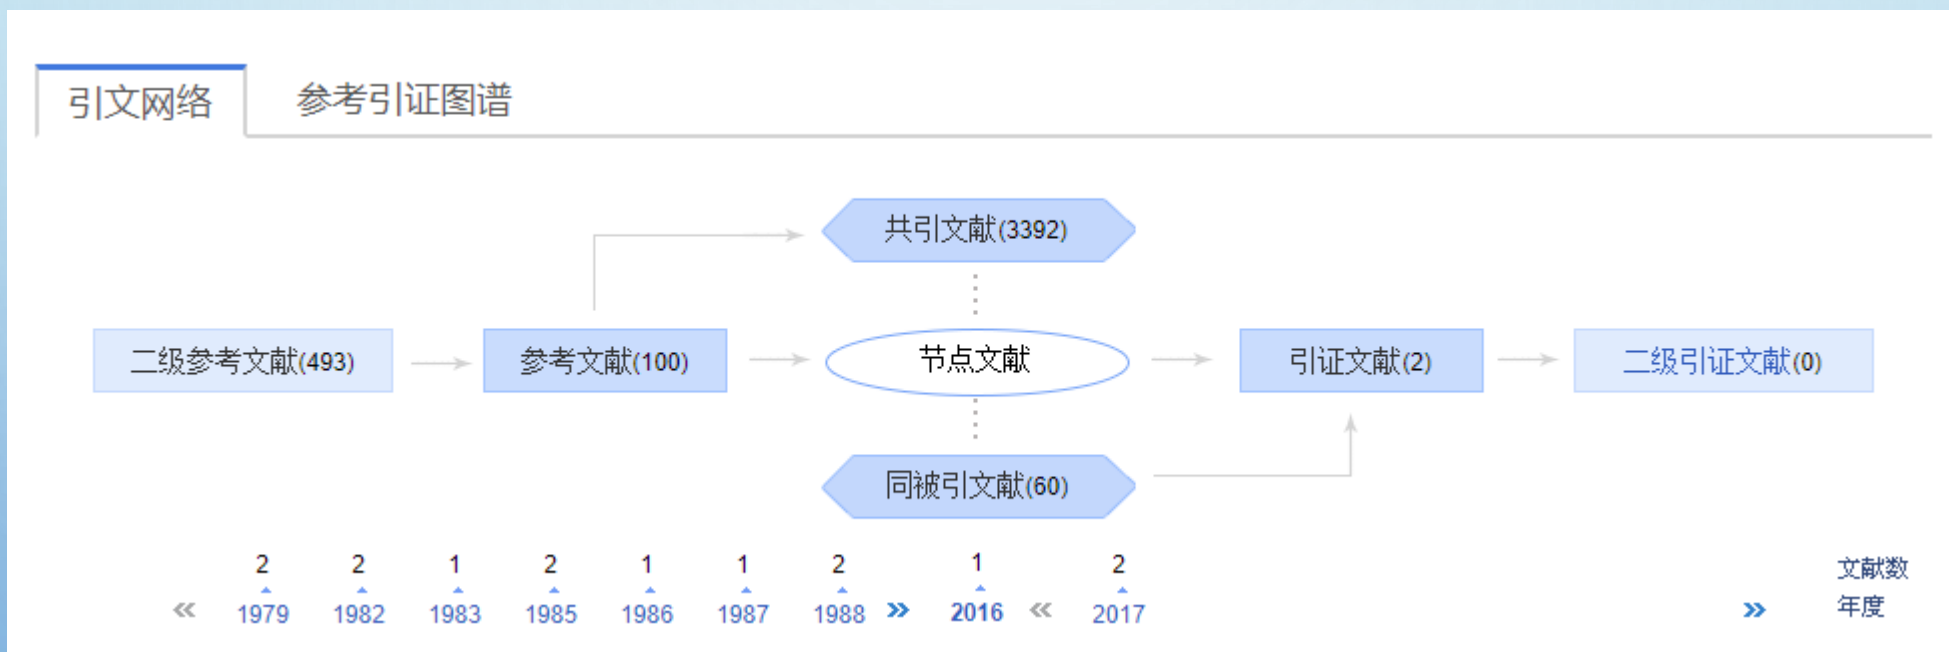 引文网络
参考引证图谱
共引文献(3392)
二级参考文献(493)
参考文献(100)
节点文献
引证文献(2)
二级引证文献(0)
同被引文献(60)
2 2 1 2 1 1 2 1 2 文献数
« 1979 1982 1983 1985 1986 1987 1988 » 2016 « 2017 » 年度